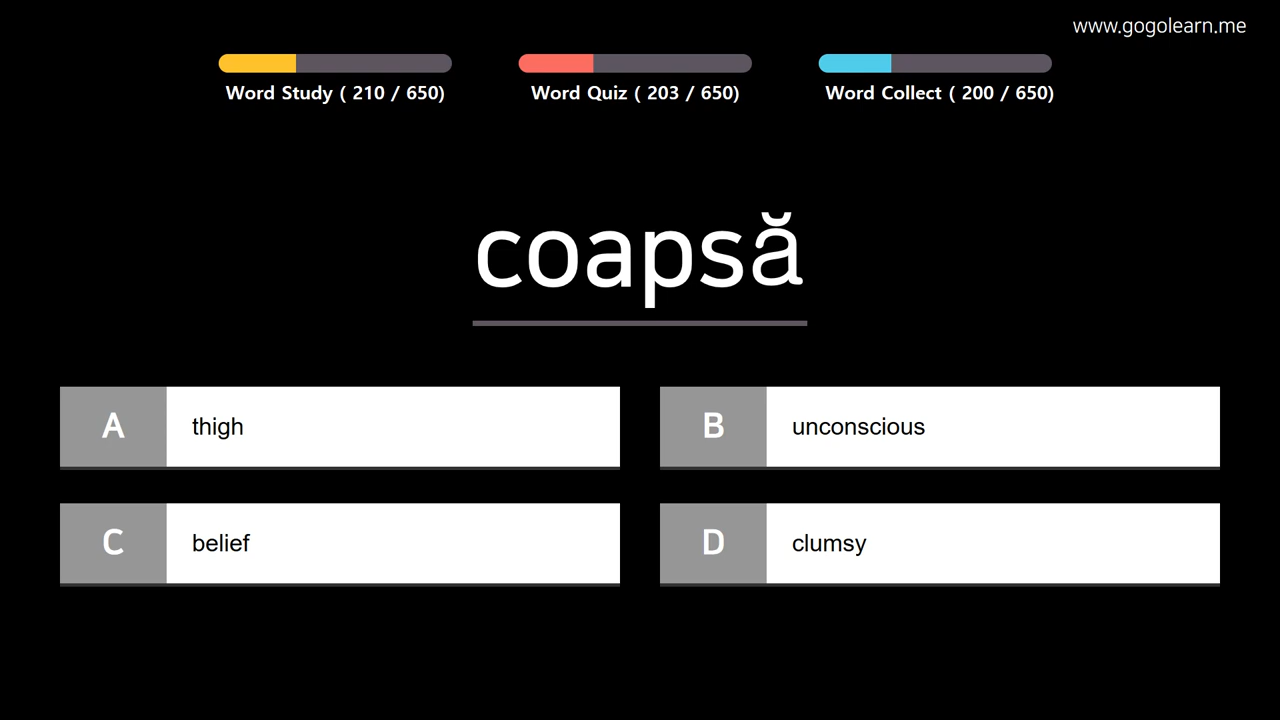 www.gogolearn.me
Word Study ( 210 / 650)
Word Quiz ( 203 / 650)
Word Collect ( 200 / 650)
coapsă
A thigh
B unconscious
C belief
D clumsy